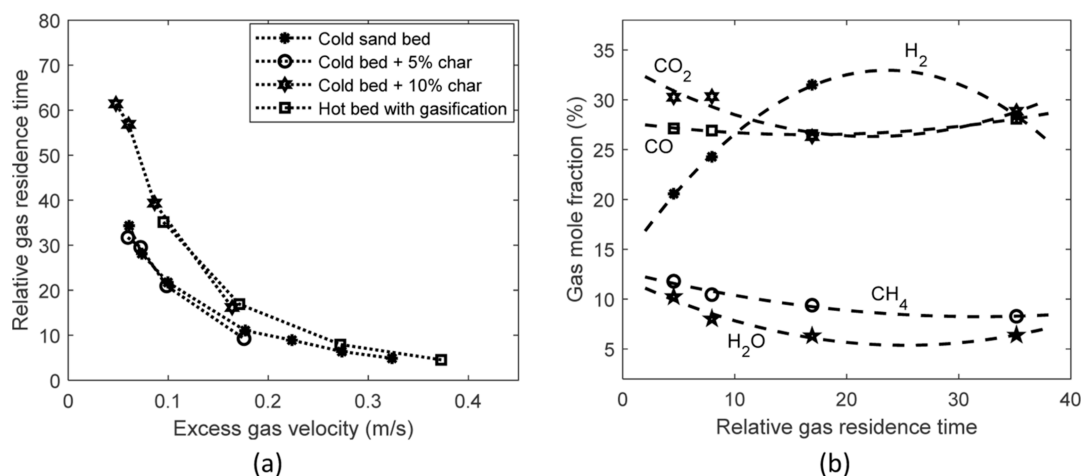 80
70
60
50
40
30
20
10
0
Relative gas residence time
Cold sand bed
Cold bed + 5% char
Cold bed + 10% char
Hot bed with gasification
0 0.1 0.2 0.3 0.4
Excess gas velocity (m/s)
(a)
35
30
25
20
15
10
5
Gas mole fraction (%)
CO2
H2
CO
CH4
H2O
0 10 20 30 40
Relative gas residence time
(b)